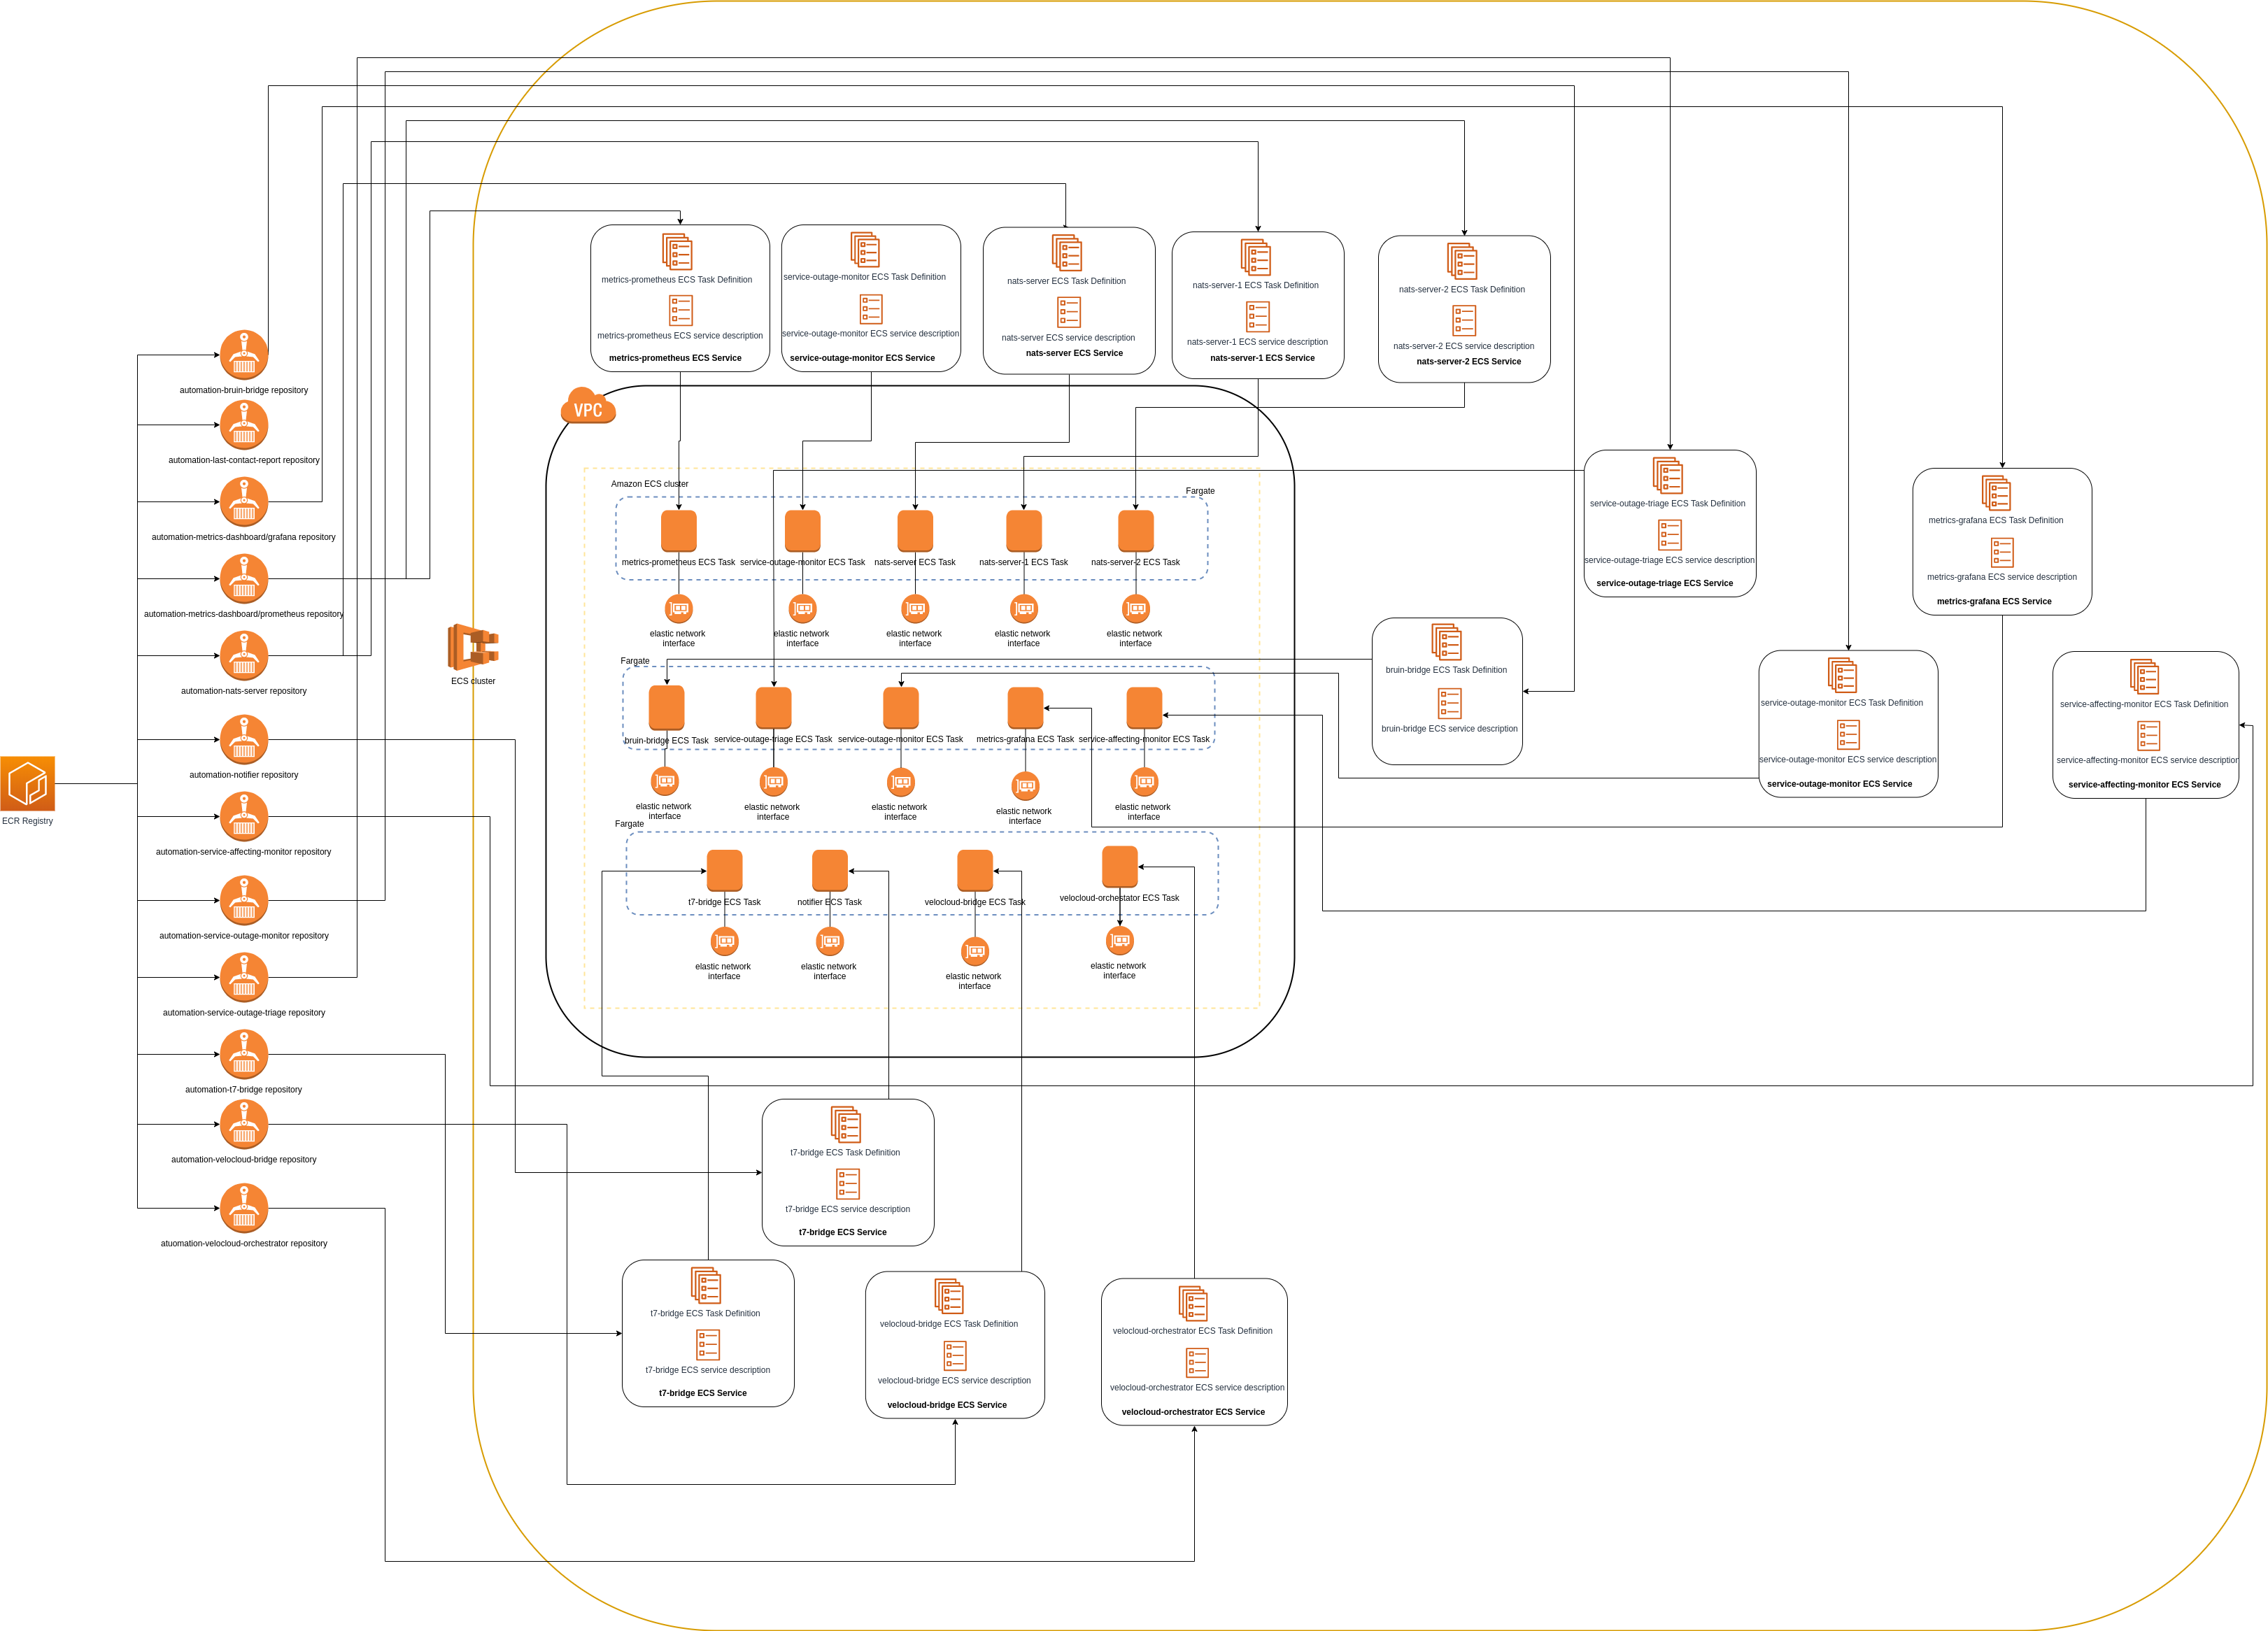 metrics-prometheus ECS Task Definition
metrics-prometheus ECS service description
metrics-prometheus ECS Service
service-outage-monitor ECS Task Definition
service-outage-monitor ECS service description
service-outage-monitor ECS Service
nats-server ECS Task Definition
nats-server ECS service description
nats-server ECS Service
nats-server-1 ECS Task Definition
nats-server-1 ECS service description
nats-server-1 ECS Service
nats-server-2 ECS Task Definition
nats-server-2 ECS service description
nats-server-2 ECS Service
automation-bruin-bridge repository
automation-last-contact-report repository
automation-metrics-dashboard/grafana repository
automation-metrics-dashboard/prometheus repository
automation-nats-server repository
automation-notifier repository
automation-service-affecting-monitor repository
automation-service-outage-monitor repository
automation-service-outage-triage repository
automation-t7-bridge repository
automation-velocloud-bridge repository
atuomation-velocloud-orchestrator repository
ECR Registry
ECS cluster
VPC
Amazon ECS cluster
Fargate
metrics-prometheus ECS Task
service-outage-monitor ECS Task
nats-server ECS Task
nats-server-1 ECS Task
nats-server-2 ECS Task
elastic network
interface
elastic network
interface
elastic network
interface
elastic network
interface
elastic network
interface
Fargate
bruin-bridge ECS Task
service-outage-triage ECS Task
service-outage-monitor ECS Task
metrics-grafana ECS Task
service-affecting-monitor ECS Task
elastic network
interface
elastic network
interface
elastic network
interface
elastic network
interface
elastic network
interface
Fargate
t7-bridge ECS Task
notifier ECS Task
velocloud-bridge ECS Task
velocloud-orchestator ECS Task
elastic network
interface
elastic network
interface
elastic network
interface
elastic network
interface
service-outage-triage ECS Task Definition
service-outage-triage ECS service description
service-outage-triage ECS Service
metrics-grafana ECS Task Definition
metrics-grafana ECS service description
metrics-grafana ECS Service
bruin-bridge ECS Task Definition
bruin-bridge ECS service description
service-outage-monitor ECS Task Definition
service-outage-monitor ECS service description
service-outage-monitor ECS Service
service-affecting-monitor ECS Task Definition
service-affecting-monitor ECS service description
service-affecting-monitor ECS Service
t7-bridge ECS Task Definition
t7-bridge ECS service description
t7-bridge ECS Service
t7-bridge ECS Task Definition
t7-bridge ECS service description
t7-bridge ECS Service
velocloud-bridge ECS Task Definition
velocloud-bridge ECS service description
velocloud-bridge ECS Service
velocloud-orchestrator ECS Task Definition
velocloud-orchestrator ECS service description
velocloud-orchestrator ECS Service